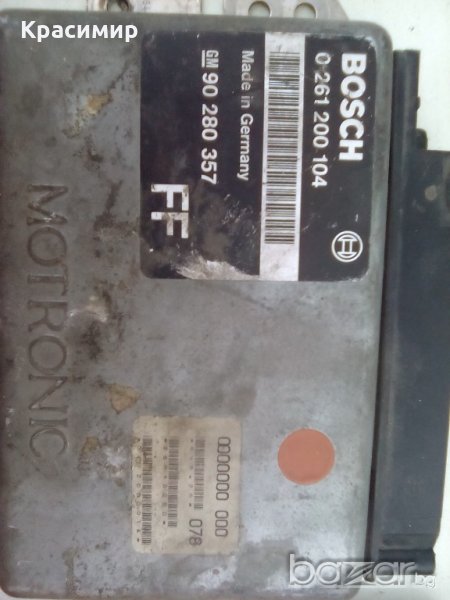 Красимир
BOSCH
0 261 200 104
Made in Germany
GM 90 280 357
FF
MOTRONIC
0000000 000
078
bazar.bg